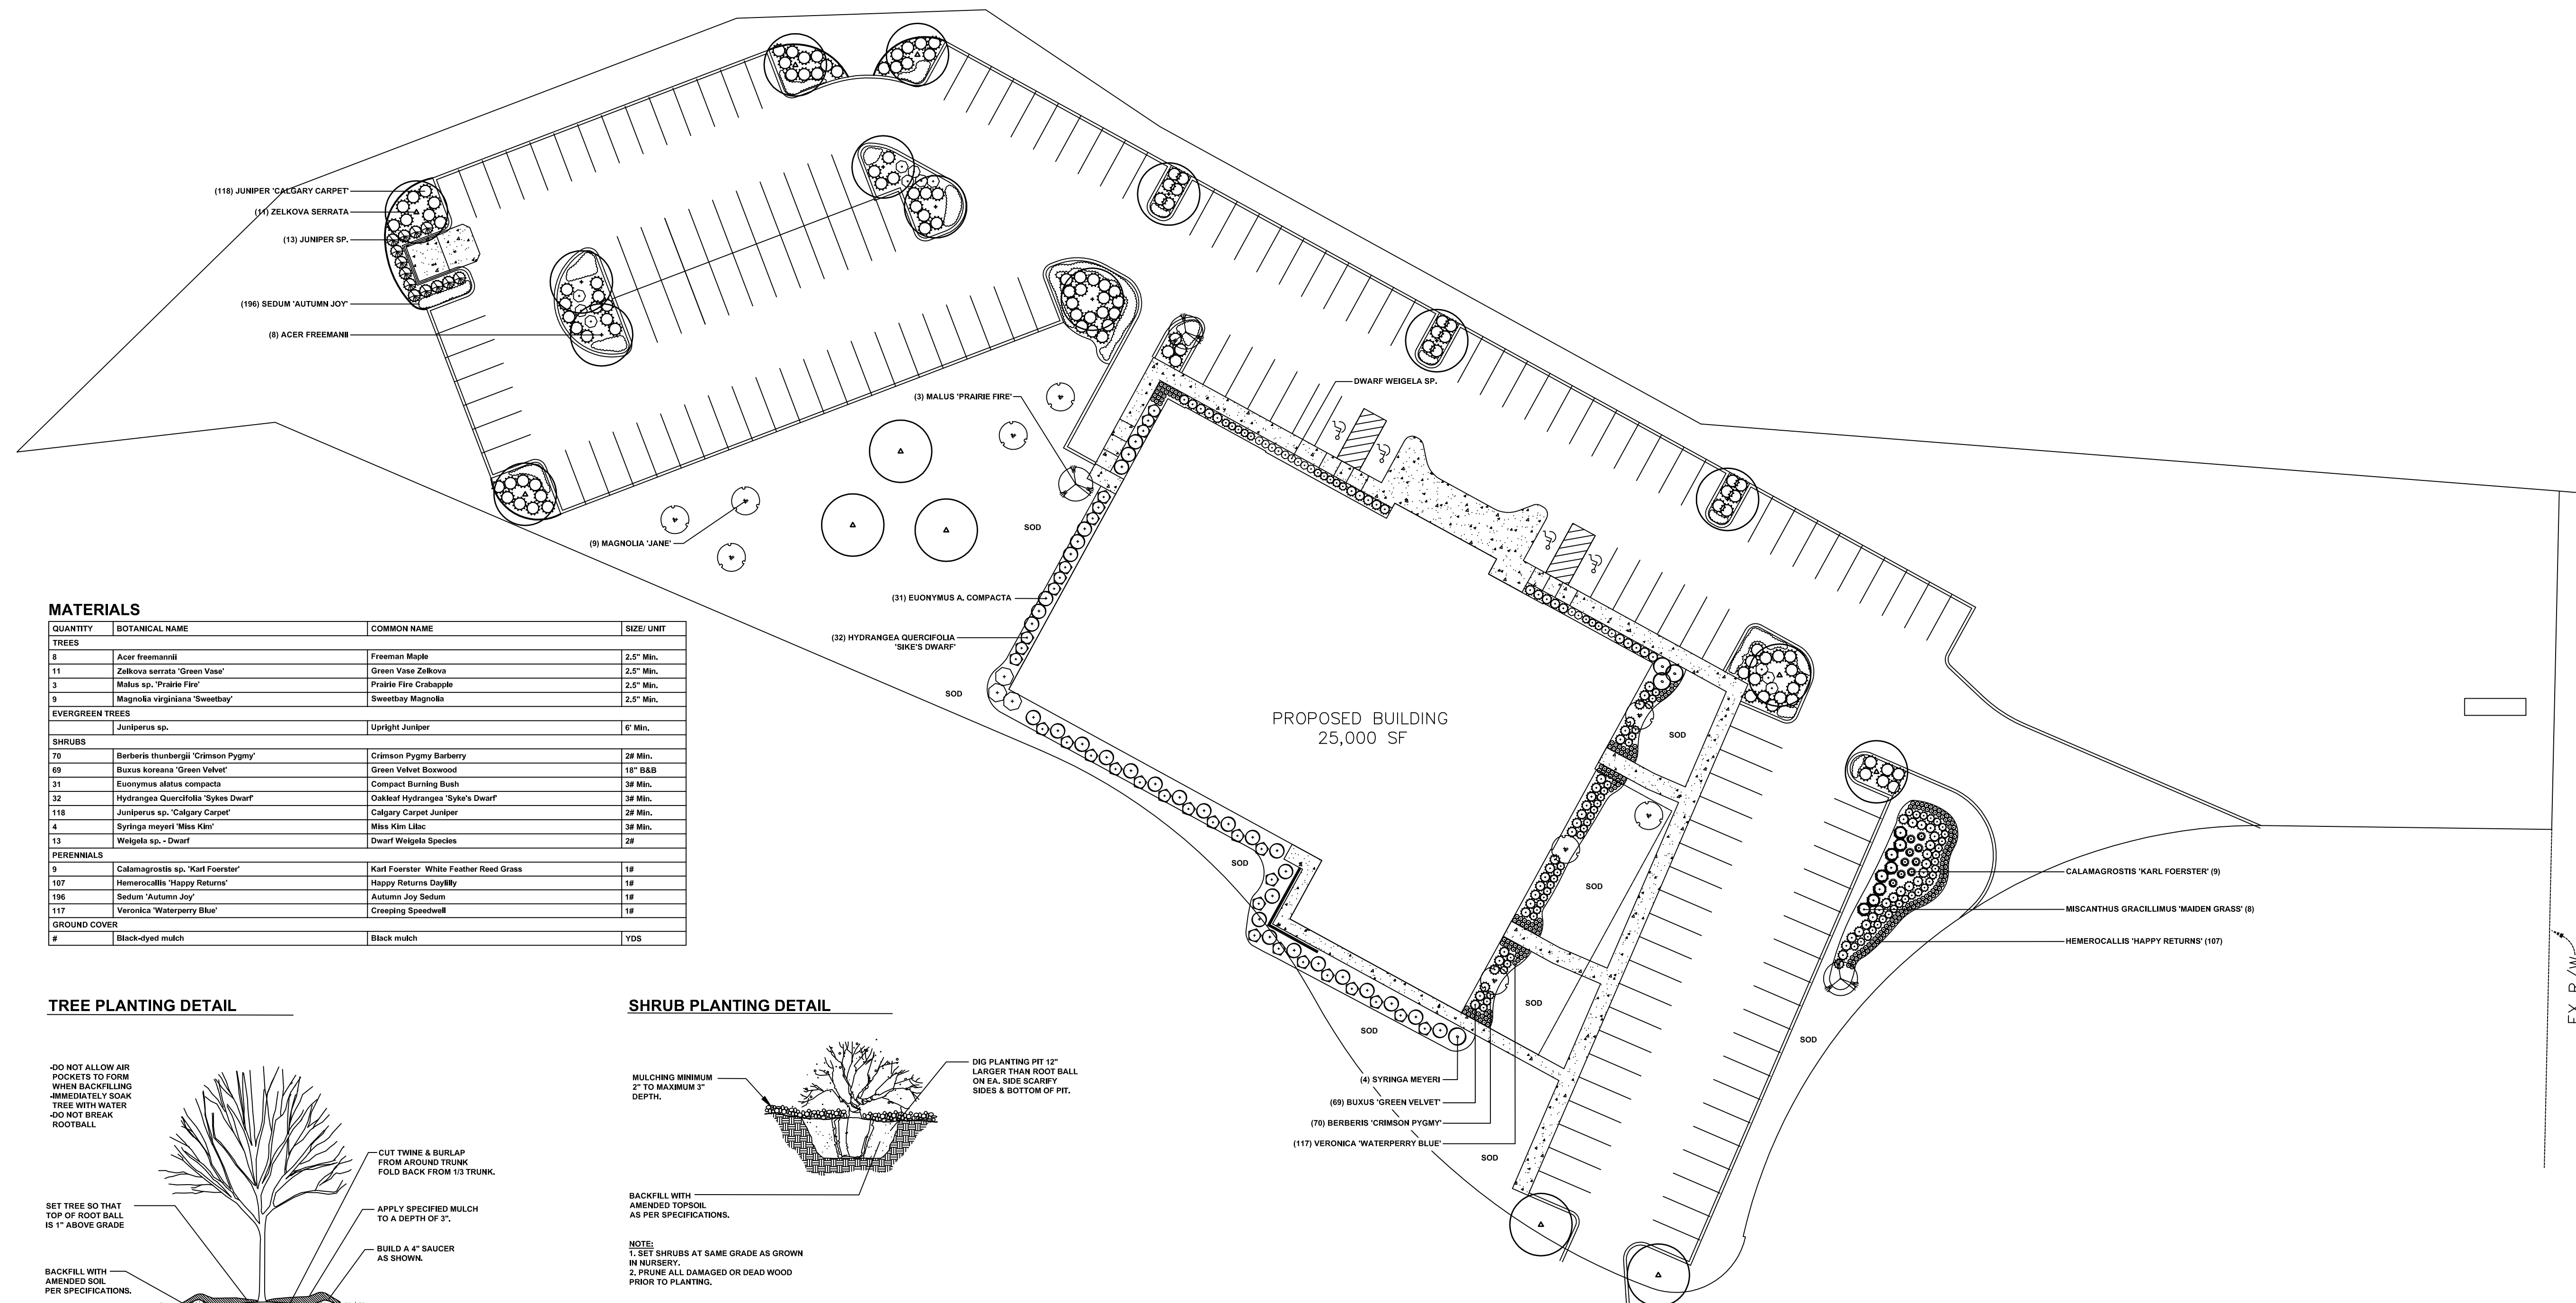 (118) JUNIPER 'CALGARY CARPET'
(11) ZELKOVA SERRATA
(13) JUNIPER SP.
(196) SEDUM 'AUTUMN JOY'
(8) ACER FREEMANII
DWARF WEIGELA SP.
(3) MALUS 'PRAIRIE FIRE'
SOD
(9) MAGNOLIA 'JANE'
(31) EUONYMUS A. COMPACTA
(32) HYDRANGEA QUERCIFOLIA
'SIKE'S DWARF'
SOD
PROPOSED BUILDING
25,000 SF
SOD
SOD
SOD
SOD
SOD
SOD
SOD
CALAMAGROSTIS 'KARL FOERSTER' (9)
MISCANTHUS GRACILLIMUS 'MAIDEN GRASS' (8)
HEMEROCALLIS 'HAPPY RETURNS' (107)
EX R/W
(4) SYRINGA MEYERI
(69) BUXUS 'GREEN VELVET'
(70) BERBERIS 'CRIMSON PYGMY'
(117) VERONICA 'WATERPERRY BLUE'
SOD
MATERIALS
QUANTITY BOTANICAL NAME COMMON NAME SIZE/ UNIT
TREES
8 Acer freemannii Freeman Maple 2.5" Min.
11 Zelkova serrata 'Green Vase' Green Vase Zelkova 2.5" Min.
3 Malus sp. 'Prairie Fire' Prairie Fire Crabapple 2.5" Min.
9 Magnolia virginiana 'Sweetbay' Sweetbay Magnolia 2.5" Min.
EVERGREEN TREES
Juniperus sp. Upright Juniper 6' Min.
SHRUBS
70 Berberis thunbergii 'Crimson Pygmy' Crimson Pygmy Barberry 2# Min.
69 Buxus koreana 'Green Velvet' Green Velvet Boxwood 18" B&B
31 Euonymus alatus compacta Compact Burning Bush 3# Min.
32 Hydrangea Quercifolia 'Sykes Dwarf' Oakleaf Hydrangea 'Syke's Dwarf' 3# Min.
118 Juniperus sp. 'Calgary Carpet' Calgary Carpet Juniper 2# Min.
4 Syringa meyeri 'Miss Kim' Miss Kim Lilac 3# Min.
13 Weigela sp. - Dwarf Dwarf Weigela Species 2#
PERENNIALS
9 Calamagrostis sp. 'Karl Foerster' Karl Foerster White Feather Reed Grass 1#
107 Hemerocallis 'Happy Returns' Happy Returns Daylilly 1#
196 Sedum 'Autumn Joy' Autumn Joy Sedum 1#
117 Veronica 'Waterperry Blue' Creeping Speedwell 1#
GROUND COVER
# Black-dyed mulch Black mulch YDS
TREE PLANTING DETAIL
-DO NOT ALLOW AIR
POCKETS TO FORM
WHEN BACKFILLING
-IMMEDIATELY SOAK
TREE WITH WATER
-DO NOT BREAK
ROOTBALL
CUT TWINE & BURLAP
FROM AROUND TRUNK
FOLD BACK FROM 1/3 TRUNK.
SET TREE SO THAT
TOP OF ROOT BALL
IS 1" ABOVE GRADE
APPLY SPECIFIED MULCH
TO A DEPTH OF 3".
BUILD A 4" SAUCER
AS SHOWN.
BACKFILL WITH
AMENDED SOIL
PER SPECIFICATIONS.
SHRUB PLANTING DETAIL
MULCHING MINIMUM
2" TO MAXIMUM 3"
DEPTH.
DIG PLANTING PIT 12"
LARGER THAN ROOT BALL
ON EA. SIDE SCARIFY
SIDES & BOTTOM OF PIT.
BACKFILL WITH
AMENDED TOPSOIL
AS PER SPECIFICATIONS.
NOTE:
1. SET SHRUBS AT SAME GRADE AS GROWN
IN NURSERY.
2. PRUNE ALL DAMAGED OR DEAD WOOD
PRIOR TO PLANTING.